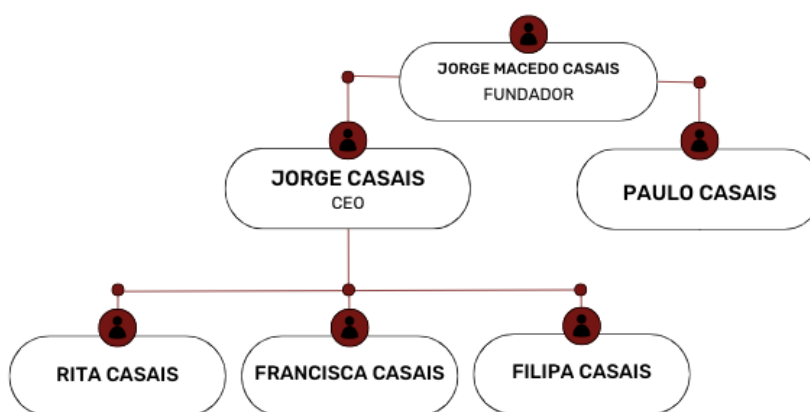 JORGE MACEDO CASAIS
FUNDADOR
JORGE CASAIS
CEO
PAULO CASAIS
RITA CASAIS
FRANCISCA CASAIS
FILIPA CASAIS